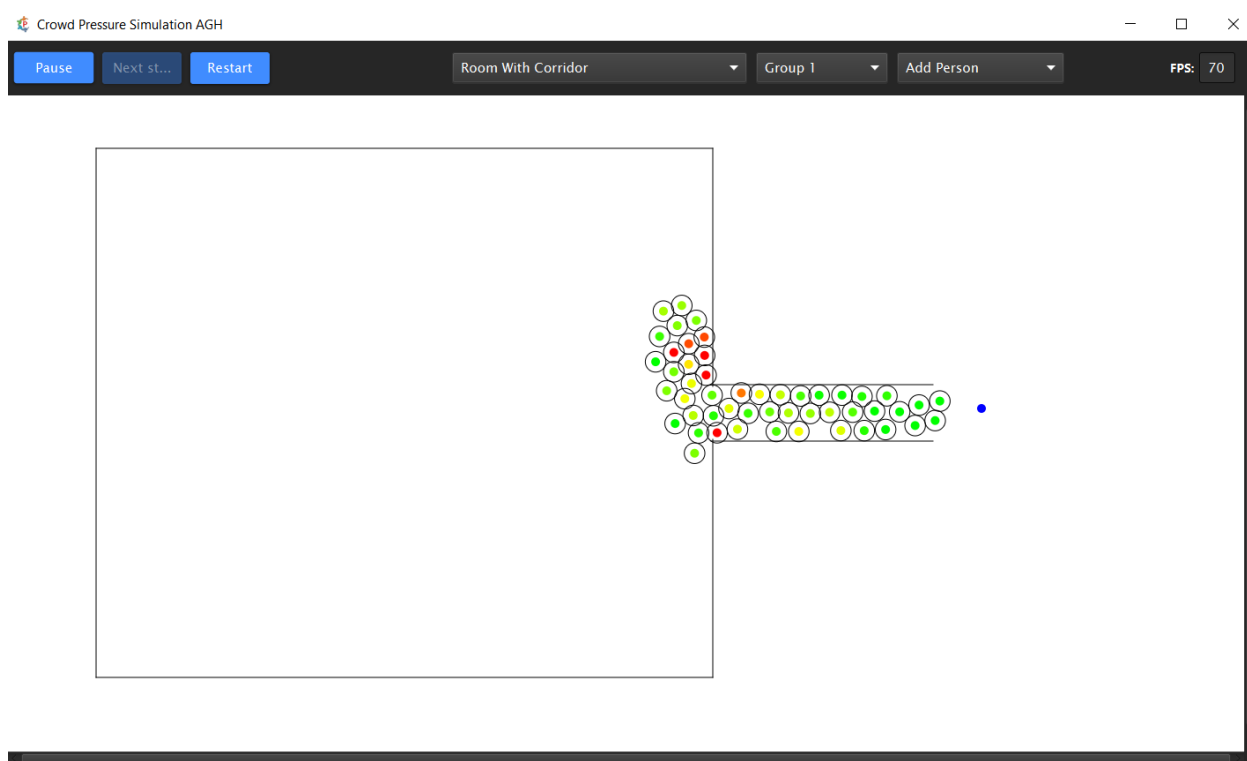 Crowd Pressure Simulation AGH
Pause Next st... Restart Room With Corridor Group 1 Add Person FPS: 70